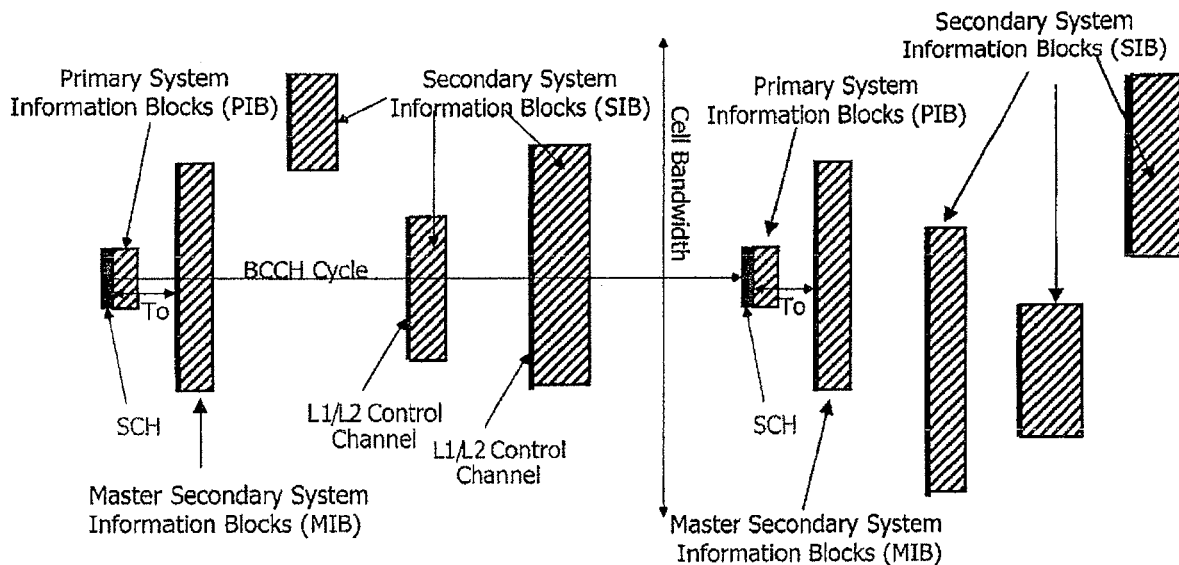 Primary System
Information Blocks (PIB)
Secondary System
Information Blocks (SIB)
Cell Bandwidth
Primary System
Information Blocks (PIB)
Secondary System
Information Blocks (SIB)
BCCH Cycle
To
To
SCH
L1/L2 Control
Channel
L1/L2 Control
Channel
SCH
Master Secondary System
Information Blocks (MIB)
Master Secondary System
Information Blocks (MIB)